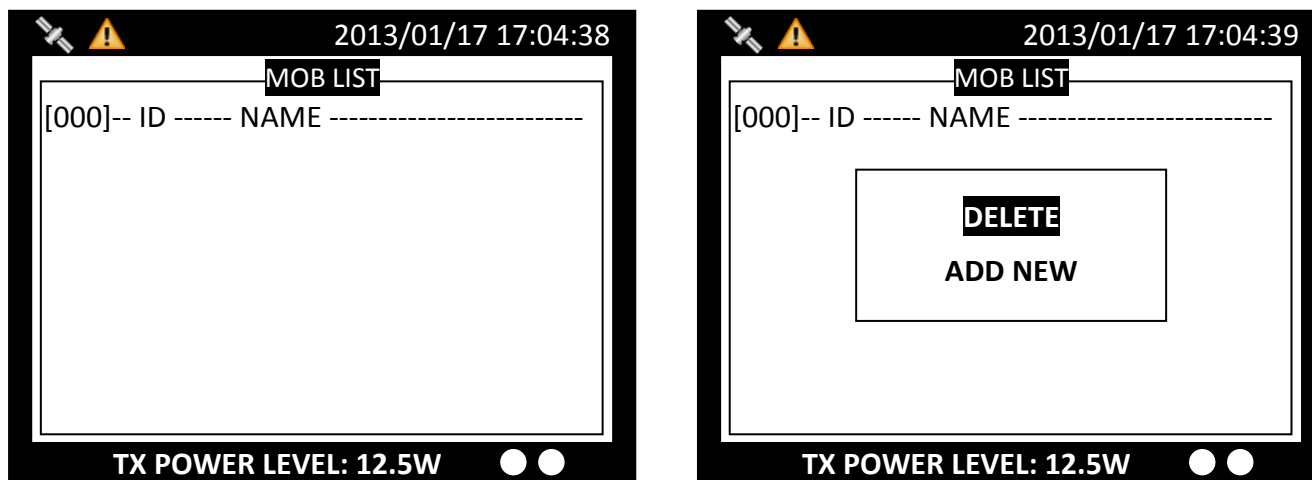 2013/01/17 17:04:38
MOB LIST
[000]-- ID ------ NAME --------------------------
TX POWER LEVEL: 12.5W
2013/01/17 17:04:39
MOB LIST
[000]-- ID ------ NAME --------------------------
DELETE
ADD NEW
TX POWER LEVEL: 12.5W